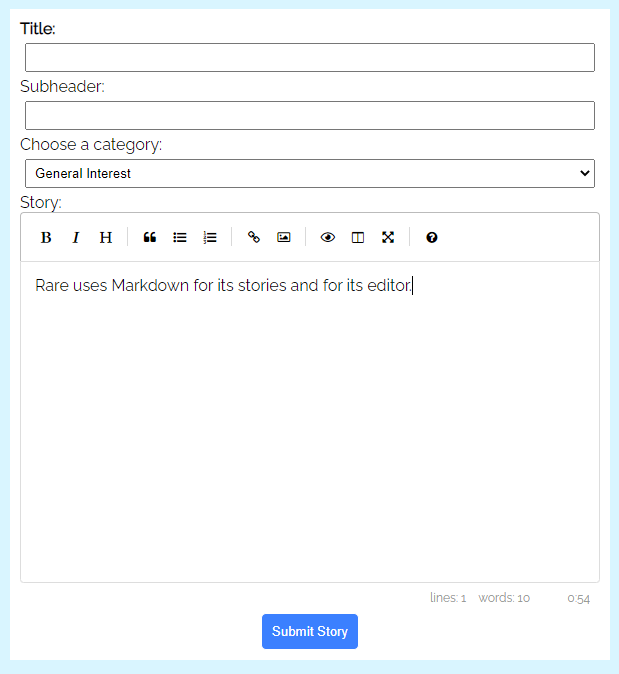 Title:
Subheader:
Choose a category:
General Interest
Story:
B I H
Rare uses Markdown for its stories and for its editor.
lines: 1 words: 10 0:54
Submit Story